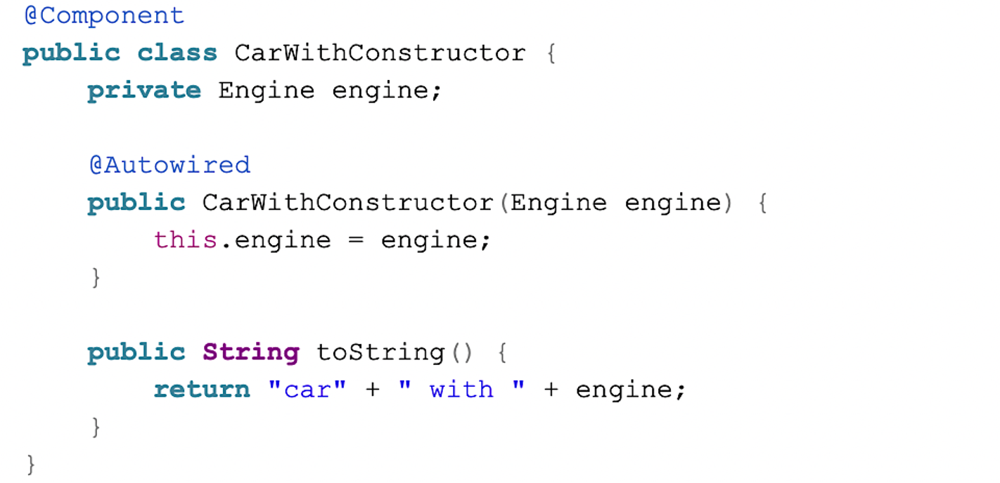 @Component
public class CarWithConstructor {
    private Engine engine;

    @Autowired
    public CarWithConstructor(Engine engine) {
        this.engine = engine;
    }

    public String toString() {
        return "car" + " with " + engine;
    }
}